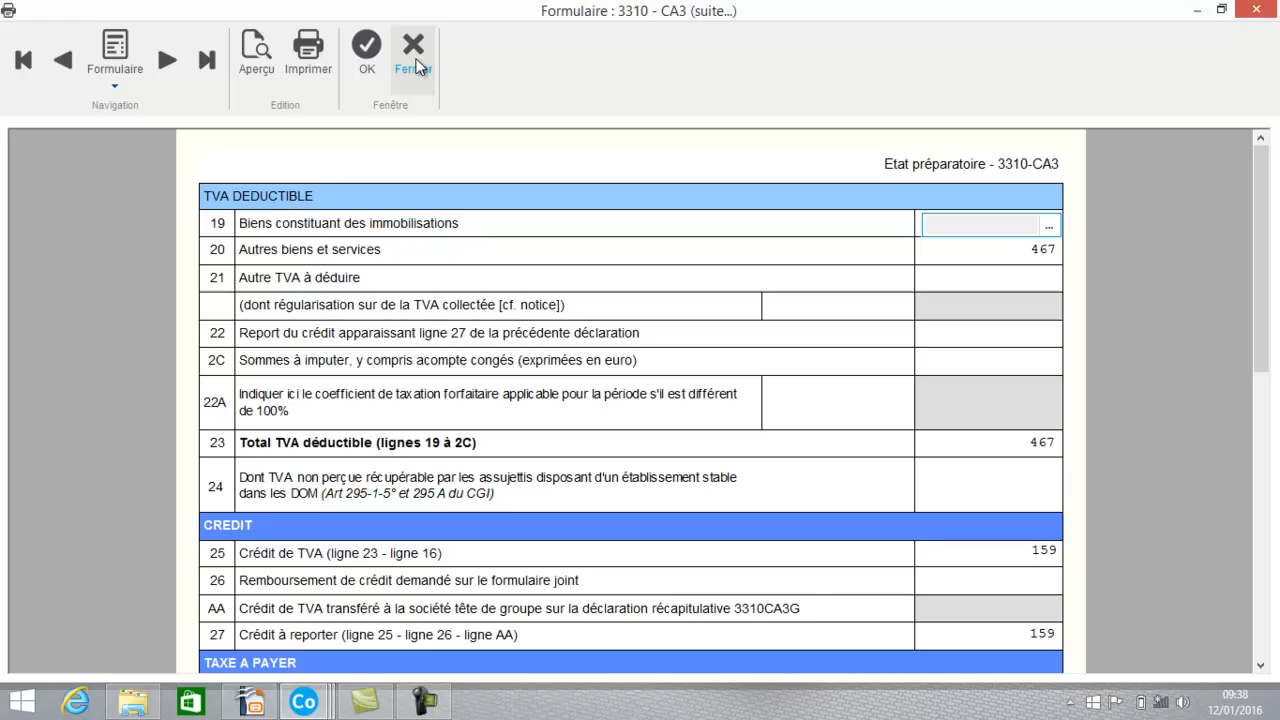 Formulaire : 3310 - CA3 (suite...)
Formulaire
Aperçu
Imprimer
OK
Fermer
Navigation
Edition
Fenêtre
Etat préparatoire - 3310-CA3
TVA DEDUCTIBLE
19 Biens constituant des immobilisations ...
20 Autres biens et services 467
21 Autre TVA à déduire
(dont régularisation sur de la TVA collectée [cf. notice])
22 Report du crédit apparaissant ligne 27 de la précédente déclaration
2C Sommes à imputer, y compris acompte congés (exprimées en euro)
22A Indiquer ici le coefficient de taxation forfaitaire applicable pour la période s'il est différent
de 100%
23 Total TVA déductible (lignes 19 à 2C) 467
24 Dont TVA non perçue récupérable par les assujettis disposant d'un établissement stable
dans les DOM (Art 295-1-5° et 295 A du CGI)
CREDIT
25 Crédit de TVA (ligne 23 - ligne 16) 159
26 Remboursement de crédit demandé sur le formulaire joint
AA Crédit de TVA transféré à la société tête de groupe sur la déclaration récapitulative 3310CA3G
27 Crédit à reporter (ligne 25 - ligne 26 - ligne AA) 159
TAXE A PAYER
Co
09:38
12/01/2016